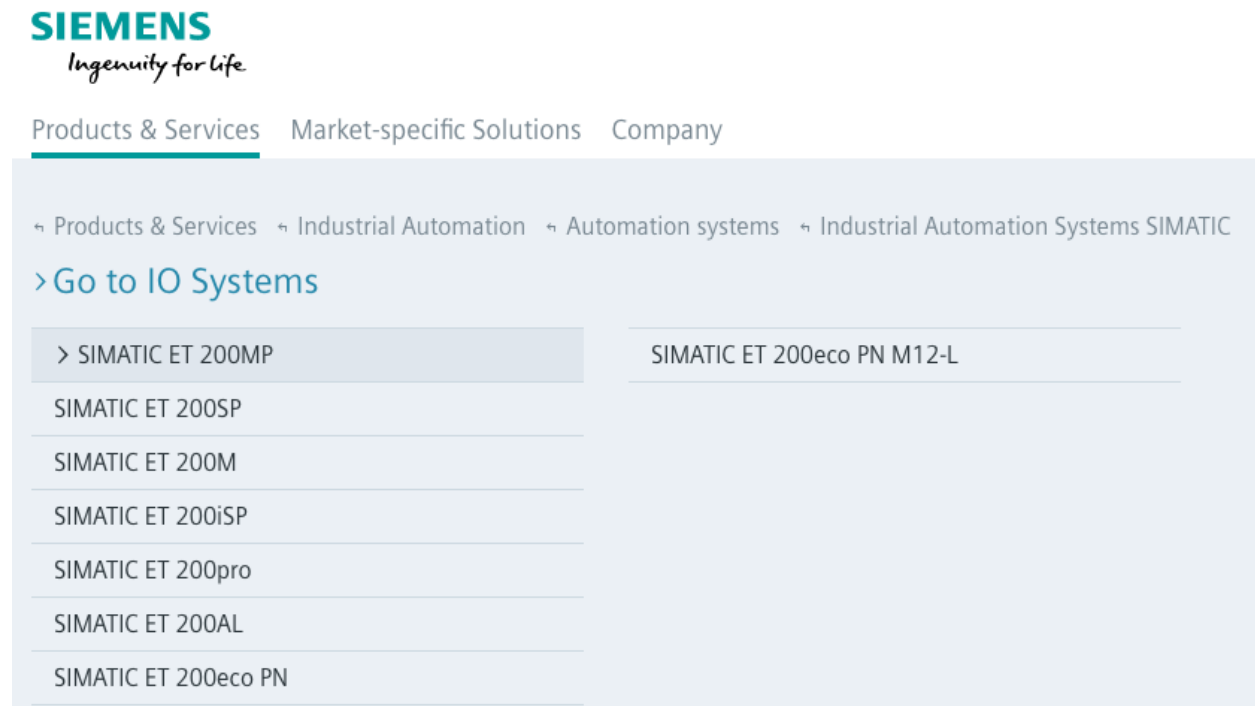 SIEMENS
Ingenuity for life
Products & Services Market-specific Solutions Company
Products & Services Industrial Automation Automation systems Industrial Automation Systems SIMATIC
>Go to IO Systems
> SIMATIC ET 200MP
SIMATIC ET 200SP
SIMATIC ET 200M
SIMATIC ET 200iSP
SIMATIC ET 200pro
SIMATIC ET 200AL
SIMATIC ET 200eco PN
SIMATIC ET 200eco PN M12-L